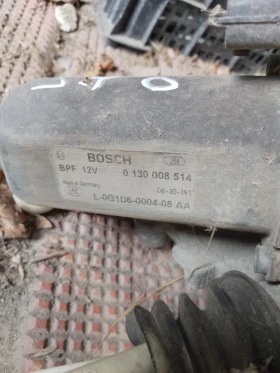 BOSCH
BPF 12V 0 130 008 514
Made in Germany
L-0G1D6-0004-08 AA